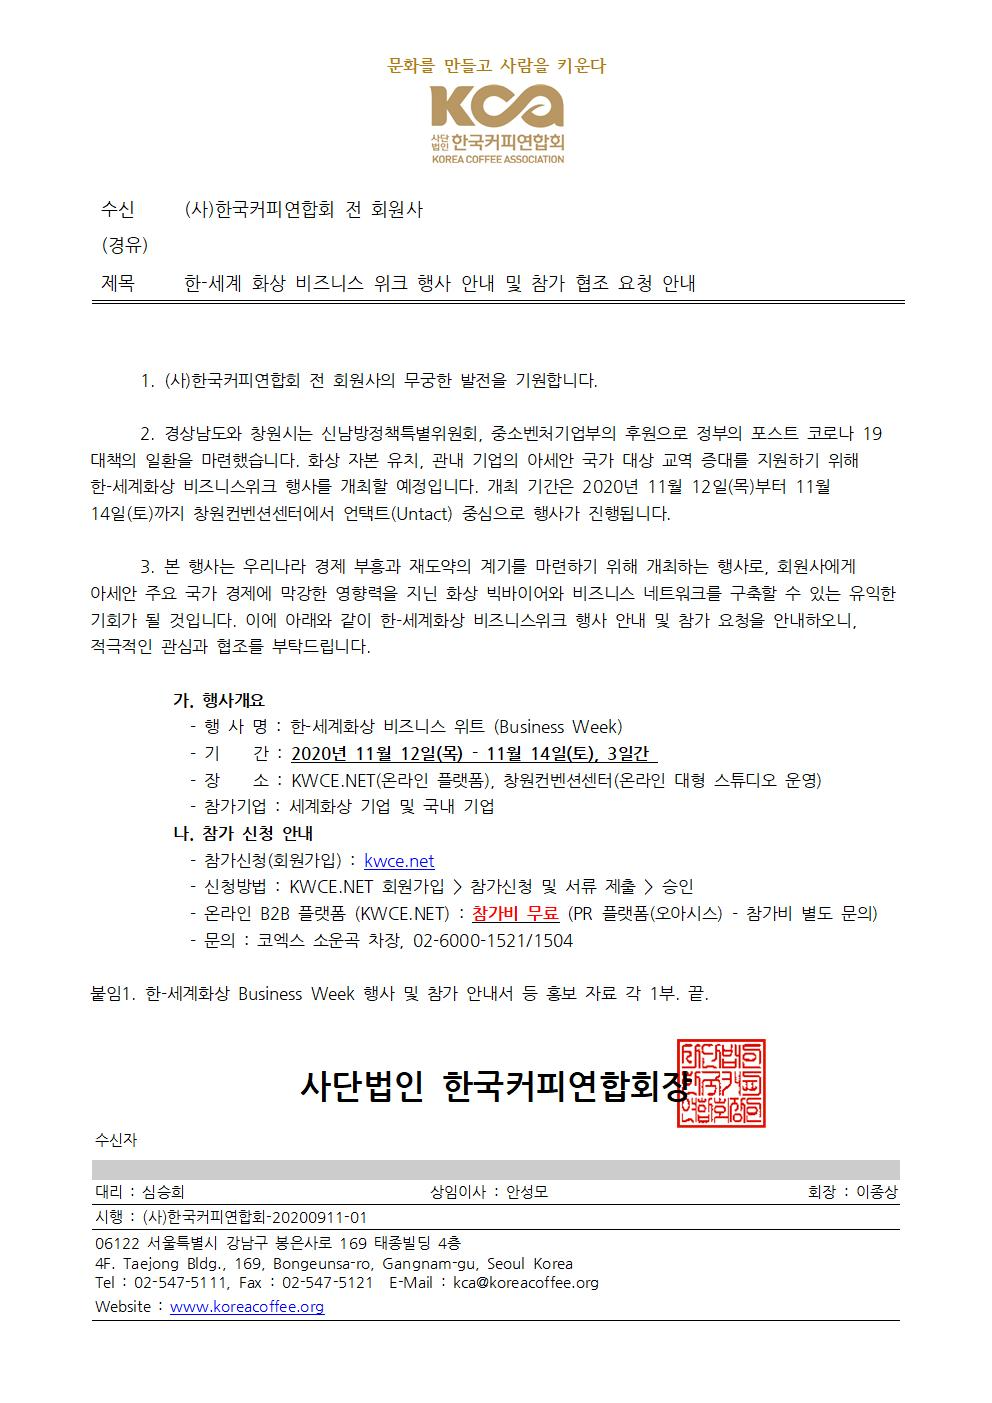 문화를 만들고 사람을 키운다
KCA
사단법인 한국커피연합회
KOREA COFFEE ASSOCIATION
수신 (사)한국커피연합회 전 회원사
(경유)
제목 한-세계 화상 비즈니스 위크 행사 안내 및 참가 협조 요청 안내
1. (사)한국커피연합회 전 회원사의 무궁한 발전을 기원합니다.
2. 경상남도와 창원시는 신남방정책특별위원회, 중소벤처기업부의 후원으로 정부의 포스트 코로나 19
대책의 일환을 마련했습니다. 화상 자본 유치, 관내 기업의 아세안 국가 대상 교역 증대를 지원하기 위해
한-세계화상 비즈니스위크 행사를 개최할 예정입니다. 개최 기간은 2020년 11월 12일(목)부터 11월
14일(토)까지 창원컨벤션센터에서 언택트(Untact) 중심으로 행사가 진행됩니다.
3. 본 행사는 우리나라 경제 부흥과 재도약의 계기를 마련하기 위해 개최하는 행사로, 회원사에게
아세안 주요 국가 경제에 막강한 영향력을 지닌 화상 빅바이어와 비즈니스 네트워크를 구축할 수 있는 유익한
기회가 될 것입니다. 이에 아래와 같이 한-세계화상 비즈니스위크 행사 안내 및 참가 요청을 안내하오니,
적극적인 관심과 협조를 부탁드립니다.
가. 행사개요
- 행 사 명 : 한-세계화상 비즈니스 위트 (Business Week)
- 기 간 : 2020년 11월 12일(목) - 11월 14일(토), 3일간
- 장 소 : KWCE.NET(온라인 플랫폼), 창원컨벤션센터(온라인 대형 스튜디오 운영)
- 참가기업 : 세계화상 기업 및 국내 기업
나. 참가 신청 안내
- 참가신청(회원가입) : kwce.net
- 신청방법 : KWCE.NET 회원가입 > 참가신청 및 서류 제출 > 승인
- 온라인 B2B 플랫폼 (KWCE.NET) : 참가비 무료 (PR 플랫폼(오아시스) - 참가비 별도 문의)
- 문의 : 코엑스 소운곡 차장, 02-6000-1521/1504
붙임1. 한-세계화상 Business Week 행사 및 참가 안내서 등 홍보 자료 각 1부. 끝.
사단법인 한국커피연합회장
수신자
대리 : 심승희 상임이사 : 안성모 회장 : 이종상
시행 : (사)한국커피연합회-20200911-01
06122 서울특별시 강남구 봉은사로 169 태종빌딩 4층
4F. Taejong Bldg., 169, Bongeunsa-ro, Gangnam-gu, Seoul Korea
Tel : 02-547-5111, Fax : 02-547-5121 E-Mail : kca@koreacoffee.org
Website : www.koreacoffee.org